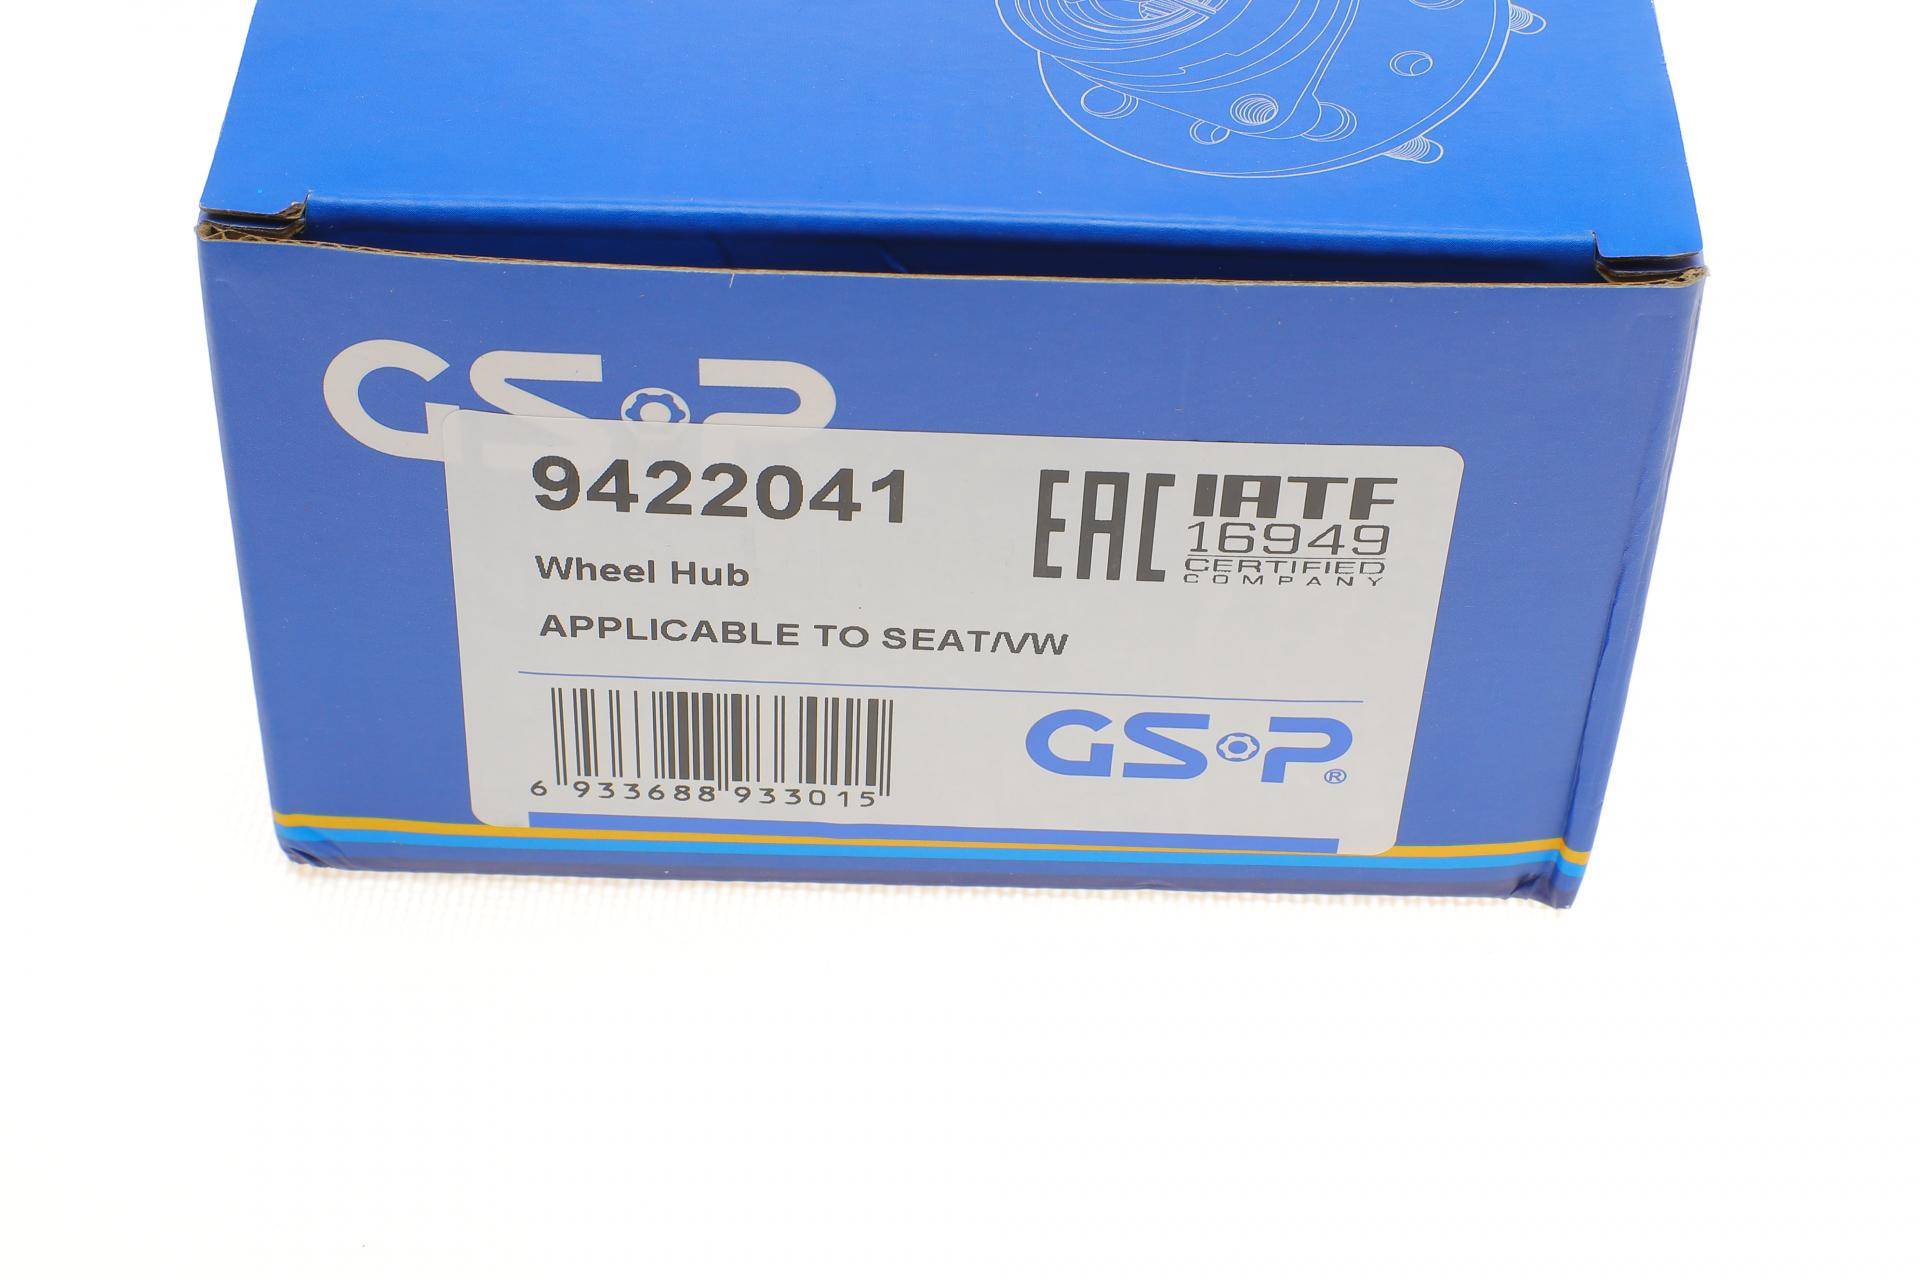 GSP
9422041
EAC IATF
16949
CERTIFIED
COMPANY
Wheel Hub
APPLICABLE TO SEAT/VW
6 933688 933015
GSP®